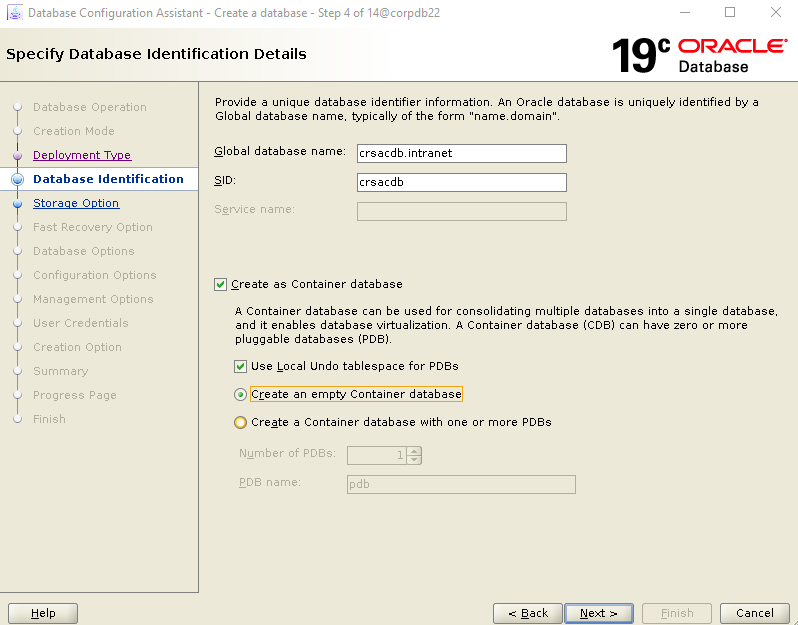 Database Configuration Assistant - Create a database - Step 4 of 14@corpdb22
Specify Database Identification Details
19c ORACLE
Database
Database Operation
Creation Mode
Deployment Type
Database Identification
Storage Option
Fast Recovery Option
Database Options
Configuration Options
Management Options
User Credentials
Creation Option
Summary
Progress Page
Finish
Provide a unique database identifier information. An Oracle database is uniquely identified by a
Global database name, typically of the form "name.domain".
Global database name: crsacdb.intranet
SID: crsacdb
Service name:
Create as Container database
A Container database can be used for consolidating multiple databases into a single database,
and it enables database virtualization. A Container database (CDB) can have zero or more
pluggable databases (PDB).
Use Local Undo tablespace for PDBs
Create an empty Container database
Create a Container database with one or more PDBs
Number of PDBs: 1
PDB name: pdb
Help < Back Next > Finish Cancel